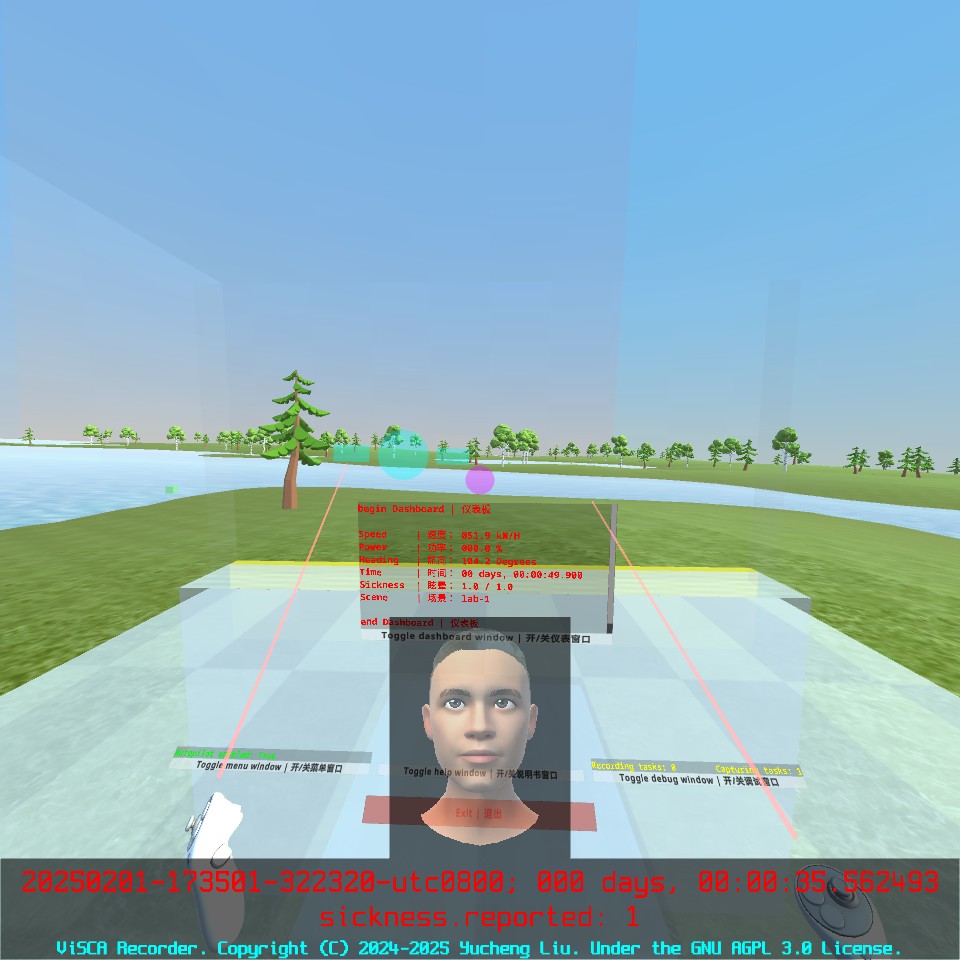 begin Dashboard | 仪表板
Speed | 速度： 051.9 kM/H
Power | 功率： 000.0 %
Heading 104.2 Degrees
Time | 时间： 00 days, 00:00:49.900
Sickness | 眩晕： 1.0 / 1.0
Scene | 场景： lab-1
end Dashboard | 仪表板
Toggle dashboard window | 开/关仪表窗口
Autopilot
Toggle menu window | 开/关菜单窗口
Toggle help window | 开/关说明书窗口
Recording tasks: 0 Capturing tasks: 1
Toggle debug window | 开/关调试窗口
Exit | 退出
20250201-173501-322320-utc0800; 000 days, 00:00:35.562493
sickness.reported: 1
ViSCA Recorder. Copyright (C) 2024-2025 Yucheng Liu. Under the GNU AGPL 3.0 License.